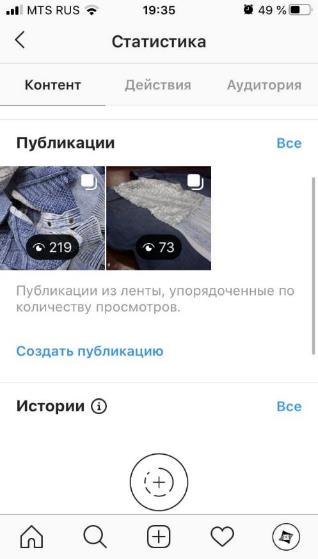 MTS RUS 19:35 49 %
Статистика
Контент Действия Аудитория
Публикации Все
219 73
Публикации из ленты, упорядоченные по
количеству просмотров.
Создать публикацию
Истории Все